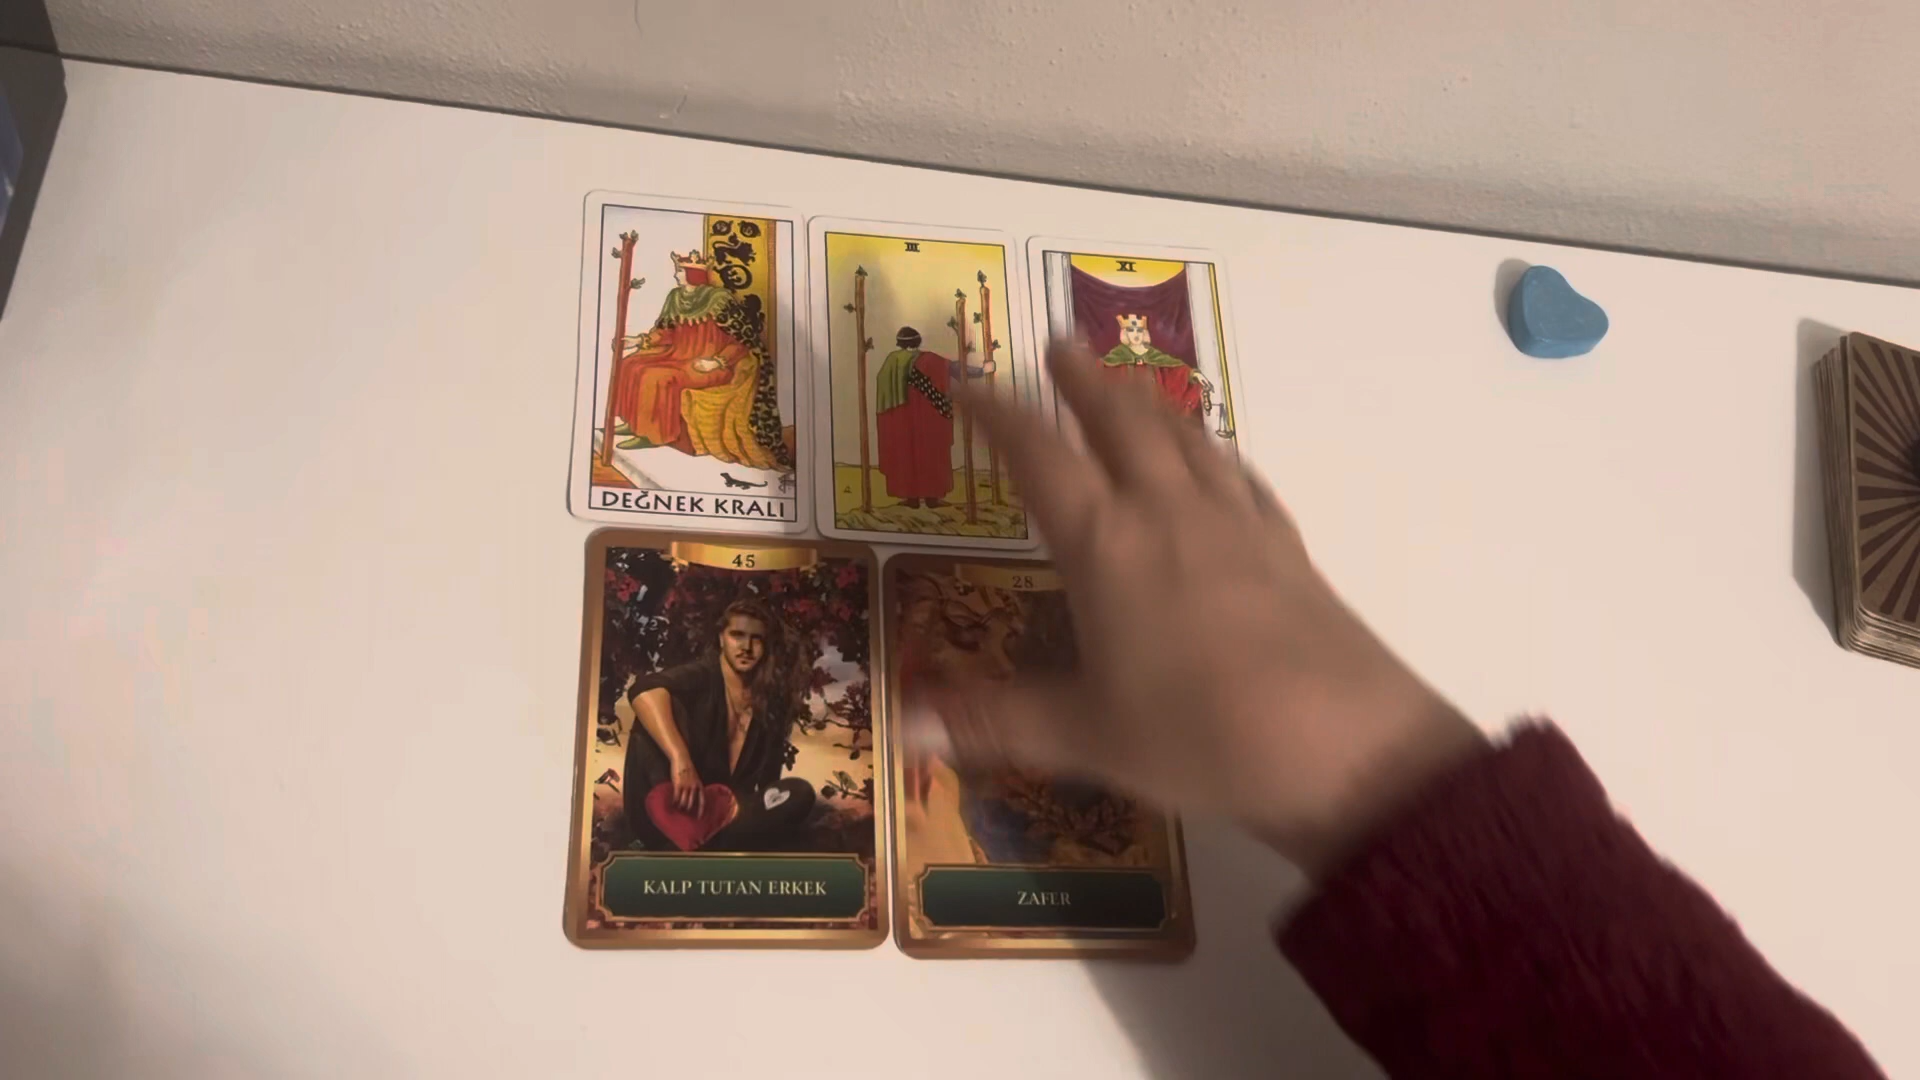 III
XI
DEĞNEK KRALI
45
28
KALP TUTAN ERKEK
ZAFER